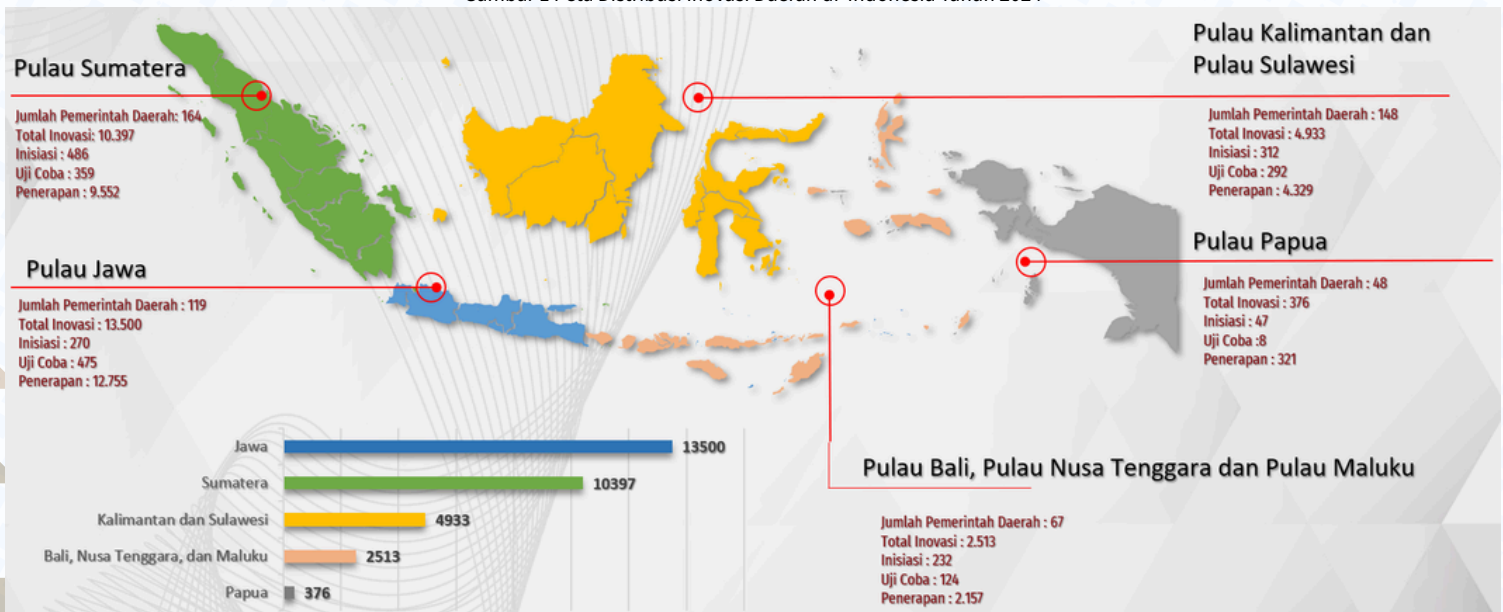 Pulau Sumatera
Jumlah Pemerintah Daerah: 164
Total Inovasi: 10.397
Inisiasi : 486
Uji Coba : 359
Penerapan : 9.552
Pulau Jawa
Jumlah Pemerintah Daerah : 119
Total Inovasi : 13.500
Inisiasi : 270
Uji Coba : 475
Penerapan : 12.755
Pulau Kalimantan dan
Pulau Sulawesi
Jumlah Pemerintah Daerah : 148
Total Inovasi : 4.933
Inisiasi : 312
Uji Coba : 292
Penerapan : 4.329
Pulau Papua
Jumlah Pemerintah Daerah : 48
Total Inovasi : 376
Inisiasi : 47
Uji Coba :8
Penerapan : 321
Pulau Bali, Pulau Nusa Tenggara dan Pulau Maluku
Jumlah Pemerintah Daerah : 67
Total Inovasi : 2.513
Inisiasi : 232
Uji Coba : 124
Penerapan : 2.157
Jawa 13500
Sumatera 10397
Kalimantan dan Sulawesi 4933
Bali, Nusa Tenggara, dan Maluku 2513
Papua 376